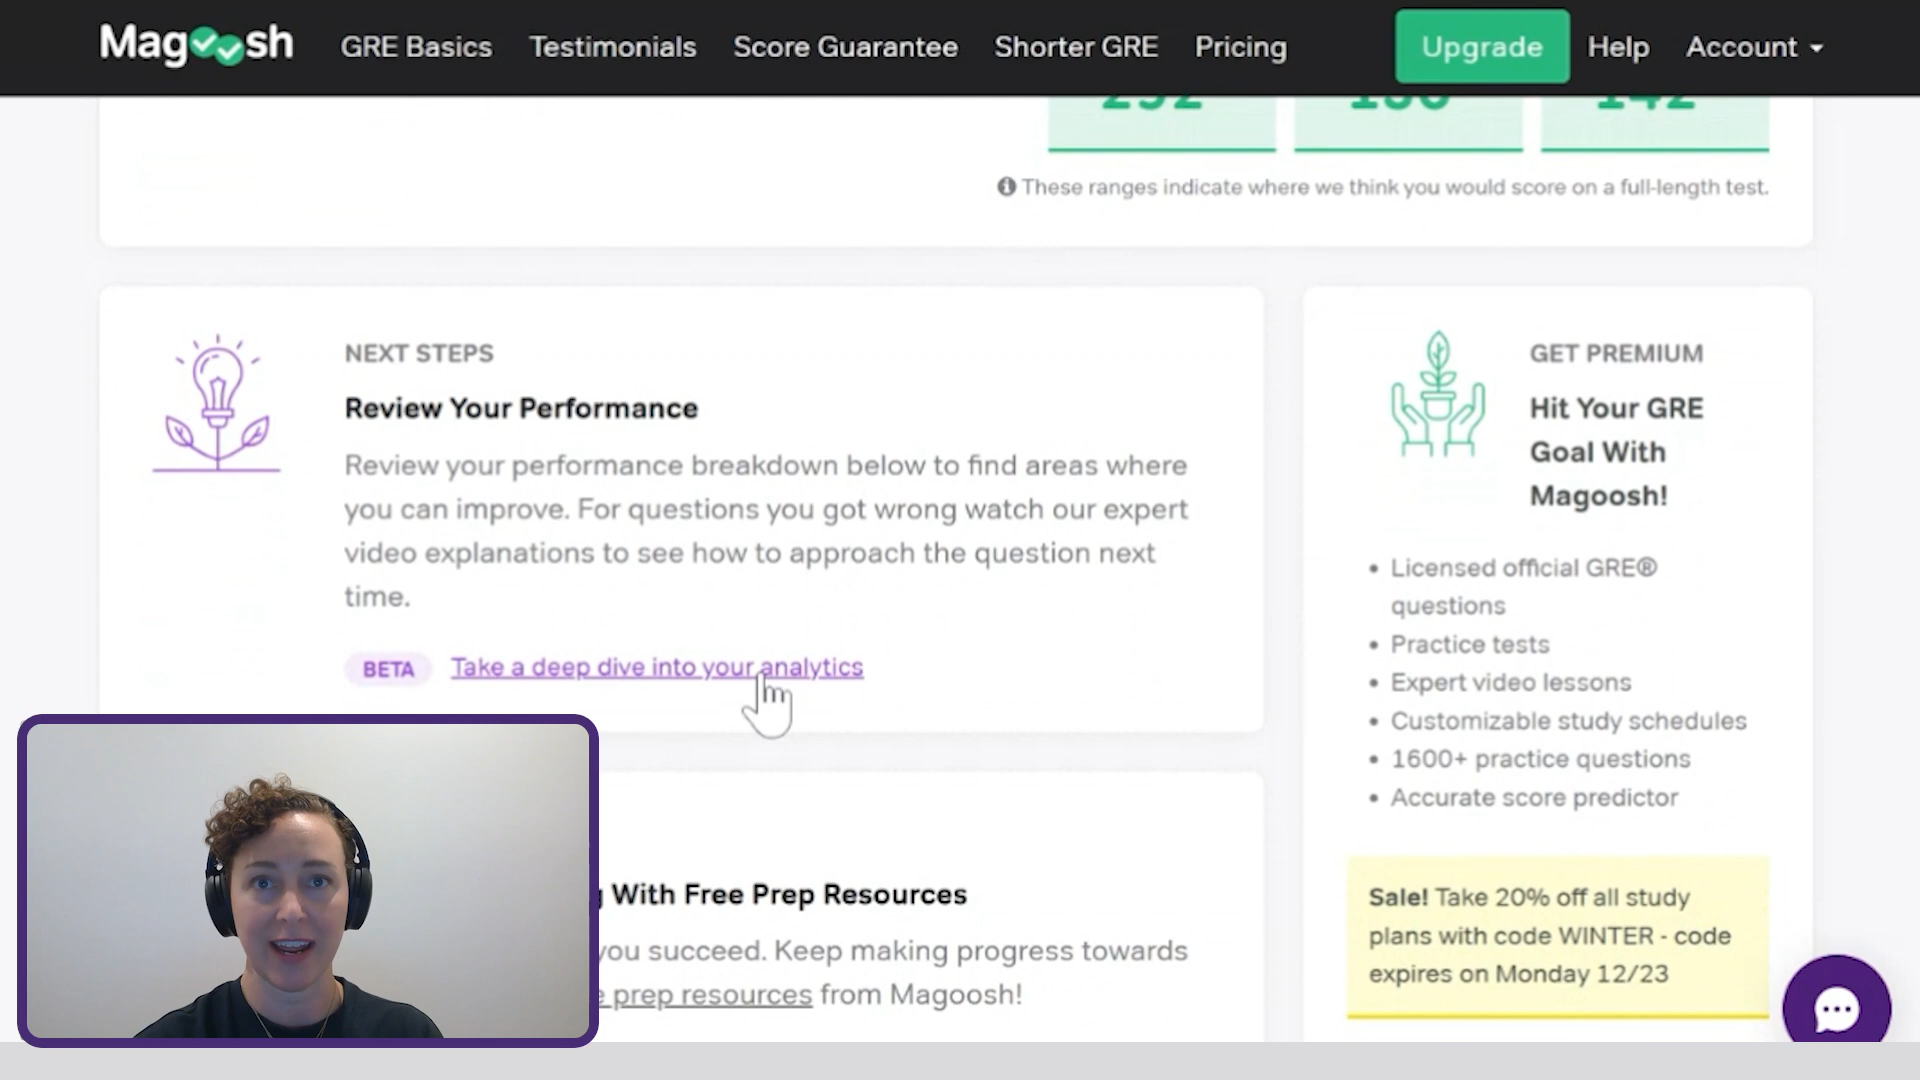 Magoosh GRE Basics Testimonials Score Guarantee Shorter GRE Pricing Upgrade Help Account
These ranges indicate where we think you would score on a full-length test.
NEXT STEPS
Review Your Performance
Review your performance breakdown below to find areas where
you can improve. For questions you got wrong watch our expert
video explanations to see how to approach the question next
time.
BETA Take a deep dive into your analytics
GET PREMIUM
Hit Your GRE
Goal With
Magoosh!
• Licensed official GRE®
questions
• Practice tests
• Expert video lessons
• Customizable study schedules
• 1600+ practice questions
• Accurate score predictor
Sale! Take 20% off all study
plans with code WINTER - code
expires on Monday 12/23
With Free Prep Resources
you succeed. Keep making progress towards
prep resources from Magoosh!